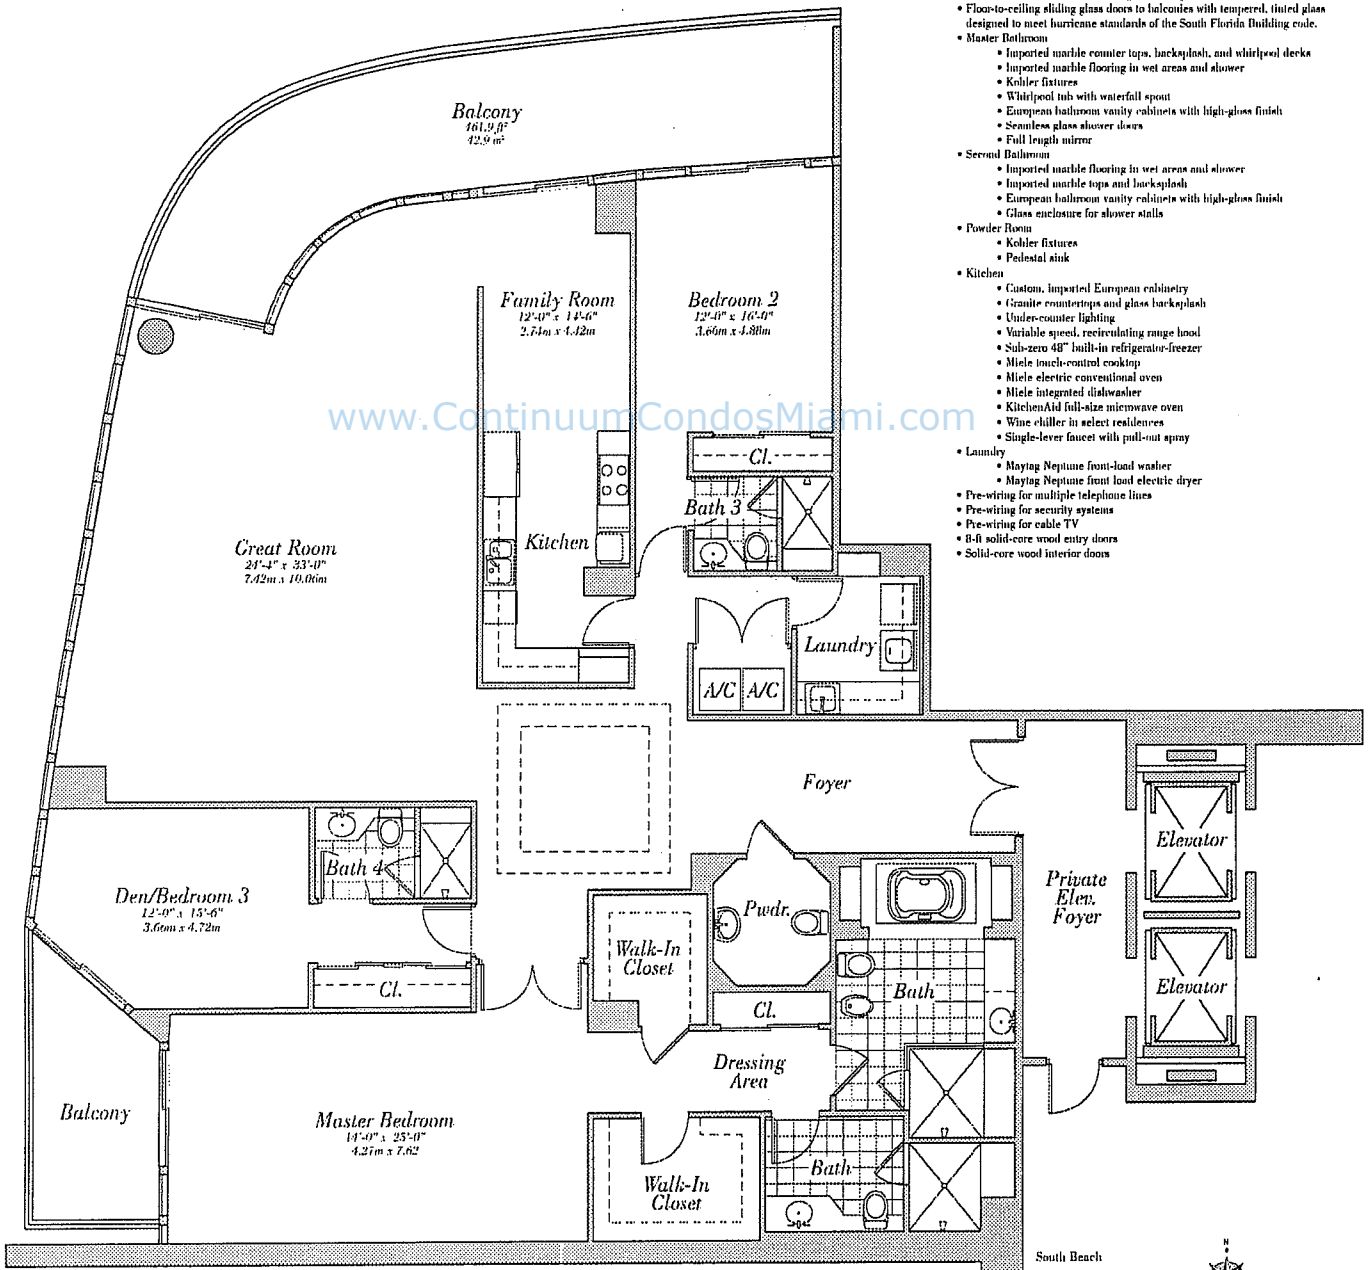 • Floor-to-ceiling sliding glass doors to balconies with tempered, tinted glass
designed to meet hurricane standards of the South Florida Building code.
• Master Bathroom
• Imported marble counter tops, backsplash, and whirlpool decks
• Imported marble flooring in wet areas and shower
• Kohler fixtures
• Whirlpool tub with waterfall spout
• European bathroom vanity cabinets with high-gloss finish
• Seamless glass shower doors
• Full length mirror
• Second Bathroom
• Imported marble flooring in wet areas and shower
• Imported marble tops and backsplash
• European bathroom vanity cabinets with high-gloss finish
• Glass enclosure for shower stalls
• Powder Room
• Kohler fixtures
• Pedestal sink
• Kitchen
• Custom, imported European cabinetry
• Granite countertops and glass backsplash
• Under-counter lighting
• Variable speed, recirculating range hood
• Sub-zero 48" built-in refrigerator-freezer
• Miele touch-control cooktop
• Miele electric conventional oven
• Miele integrated dishwasher
• KitchenAid full-size microwave oven
• Wine chiller in select residences
• Single-lever faucet with pull-out spray
• Laundry
• Maytag Neptune front-load washer
• Maytag Neptune front load electric dryer
• Pre-wiring for multiple telephone lines
• Pre-wiring for security systems
• Pre-wiring for cable TV
• 8-ft solid-core wood entry doors
• Solid-core wood interior doors
Balcony
461.9 ft²
42.9 m²
Family Room
12'-0" x 14'-6"
2.74m x 4.42m
Bedroom 2
12'-0" x 16'-0"
3.66m x 4.88m
www.ContinuumCondosMiami.com
Cl.
Bath 3
Kitchen
Great Room
24'-4" x 33'-0"
7.42m x 10.06m
Laundry
A/C
A/C
Foyer
Elevator
Bath 4
Den/Bedroom 3
12'-0" x 15'-6"
3.66m x 4.72m
Private
Elev.
Foyer
Pwdr.
Walk-In
Closet
Cl.
Cl.
Bath
Elevator
Dressing
Area
Balcony
Master Bedroom
14'-0" x 25'-0"
4.27m x 7.62
Bath
Walk-In
Closet
N
South Beach